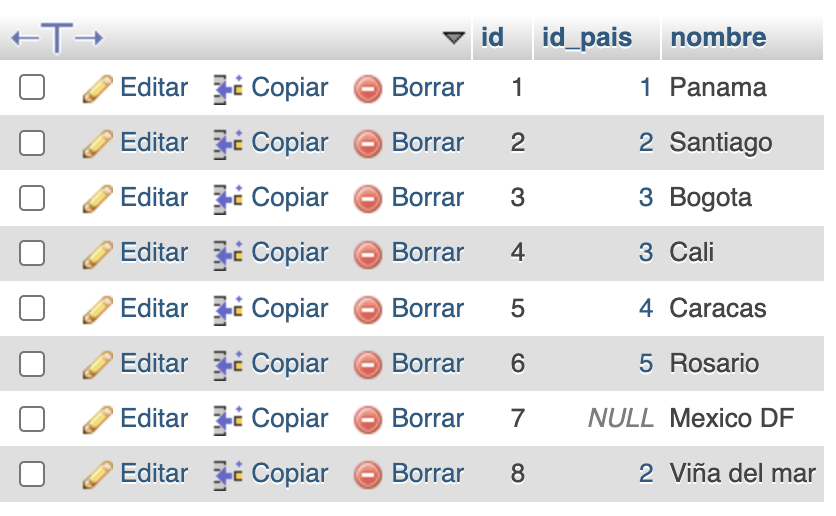 id id_pais nombre
Editar Copiar Borrar 1 1 Panama
Editar Copiar Borrar 2 2 Santiago
Editar Copiar Borrar 3 3 Bogota
Editar Copiar Borrar 4 3 Cali
Editar Copiar Borrar 5 4 Caracas
Editar Copiar Borrar 6 5 Rosario
Editar Copiar Borrar 7 NULL Mexico DF
Editar Copiar Borrar 8 2 Viña del mar